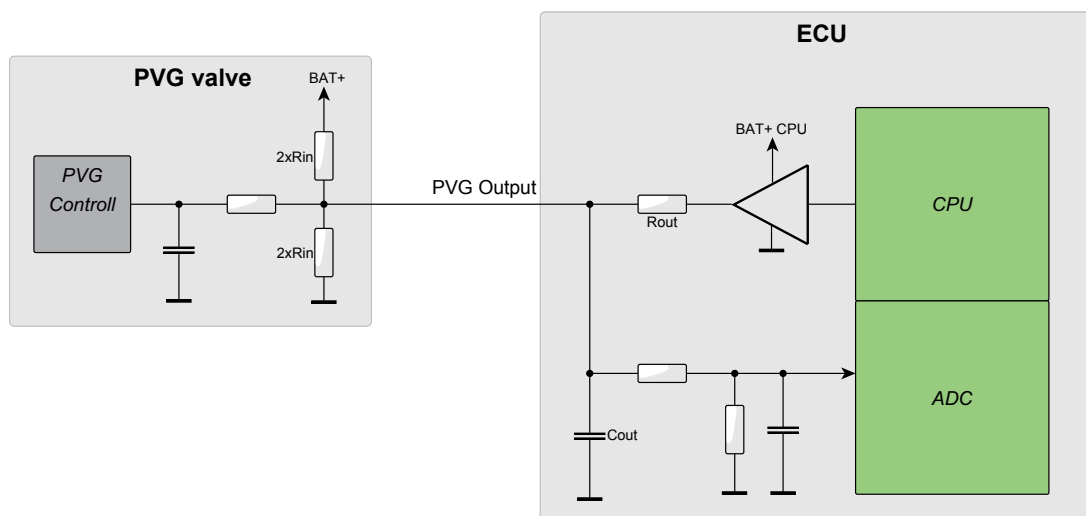 ECU
PVG valve
BAT+
2xRin
PVG
Controll
2xRin
PVG Output
BAT+ CPU
Rout
CPU
Cout
ADC